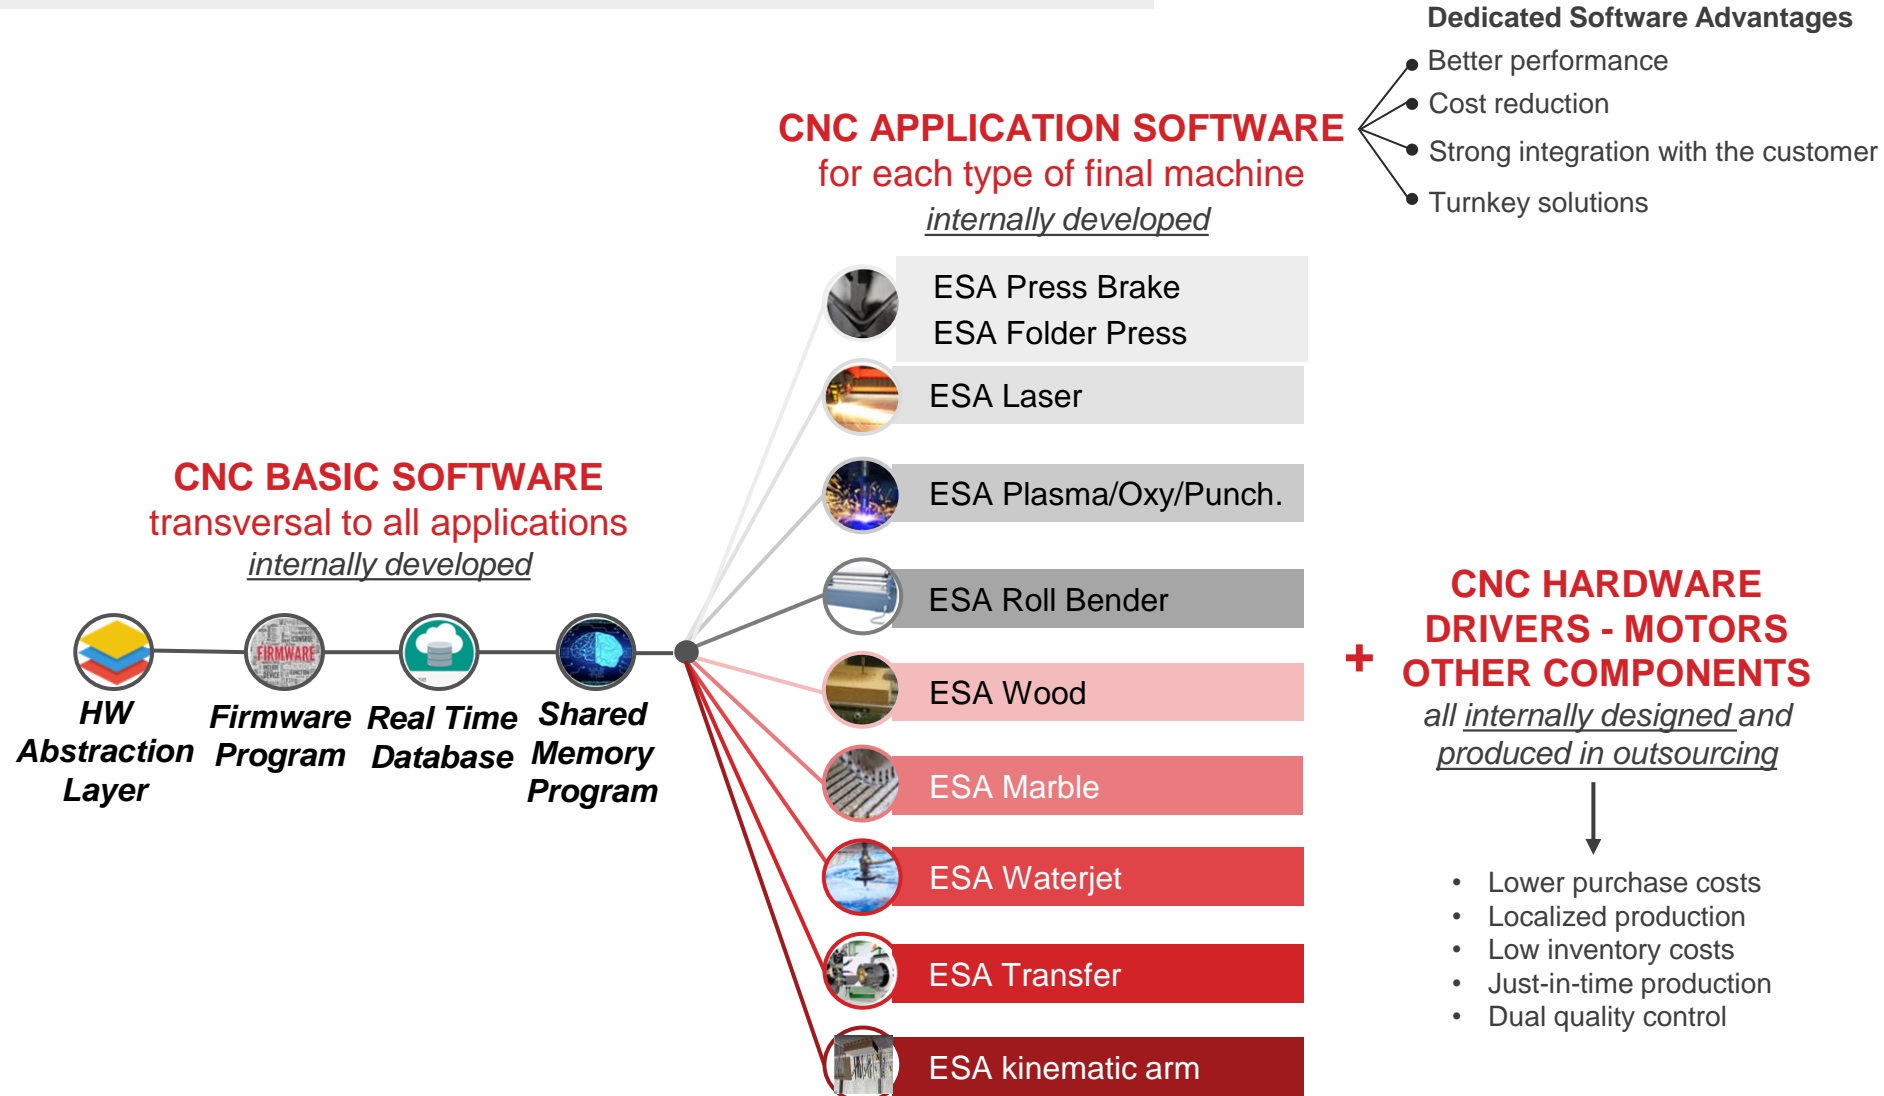 Dedicated Software Advantages
Better performance
Cost reduction
Strong integration with the customer
Turnkey solutions
CNC APPLICATION SOFTWARE
for each type of final machine
internally developed
ESA Press Brake
ESA Folder Press
ESA Laser
ESA Plasma/Oxy/Punch.
ESA Roll Bender
ESA Wood
ESA Marble
ESA Waterjet
ESA Transfer
ESA kinematic arm
CNC BASIC SOFTWARE
transversal to all applications
internally developed
FIRMWARE
HW
Abstraction
Layer
Firmware
Program
Real Time
Database
Shared
Memory
Program
+
CNC HARDWARE
DRIVERS - MOTORS
OTHER COMPONENTS
all internally designed and
produced in outsourcing
• Lower purchase costs
• Localized production
• Low inventory costs
• Just-in-time production
• Dual quality control